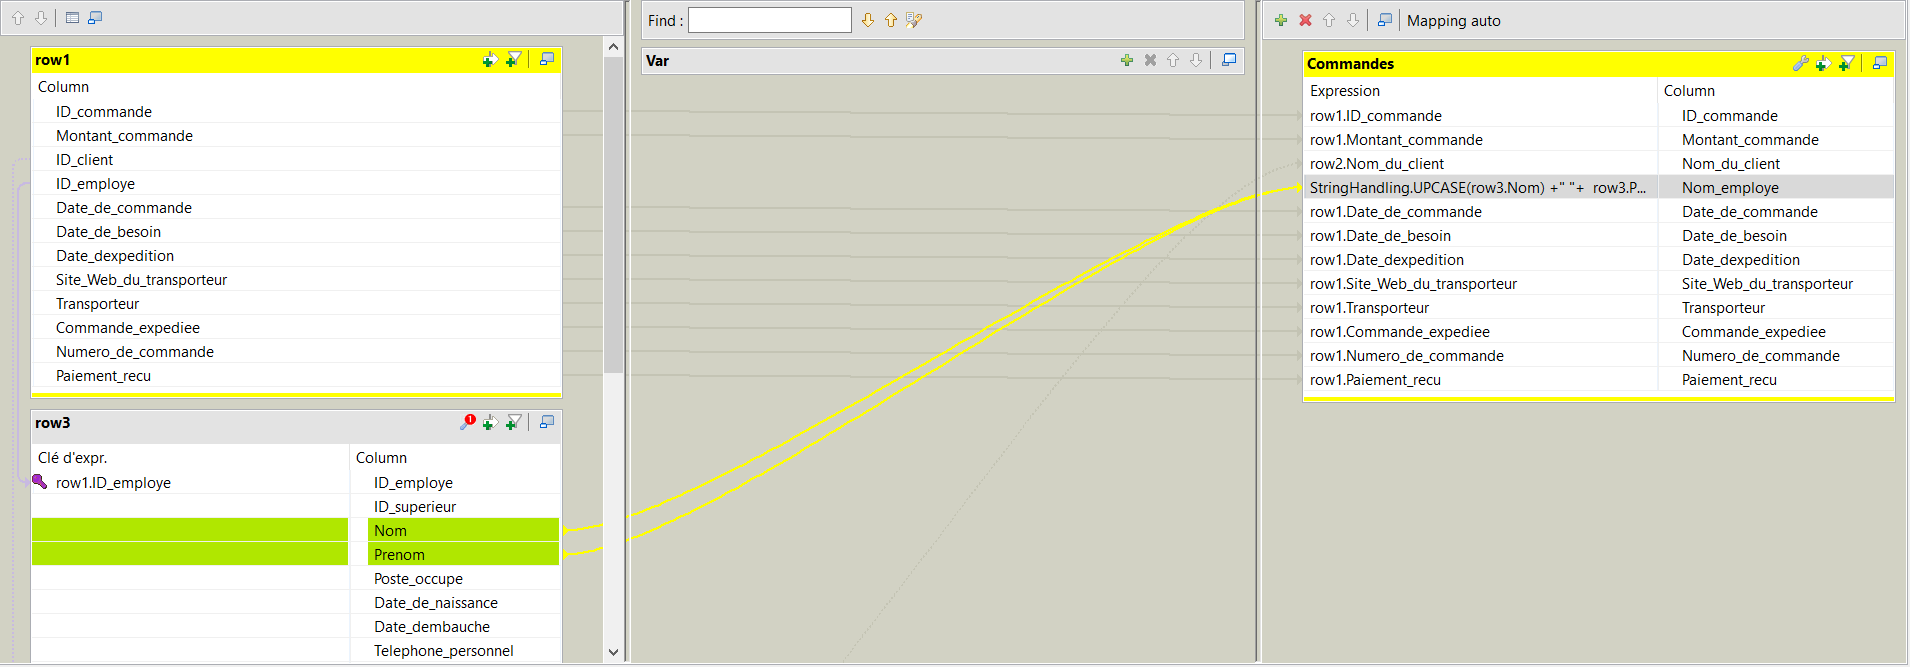 row1
Column
ID_commande
Montant_commande
ID_client
ID_employe
Date_de_commande
Date_de_besoin
Date_dexpedition
Site_Web_du_transporteur
Transporteur
Commande_expediee
Numero_de_commande
Paiement_recu
row3
Clé d'expr. Column
row1.ID_employe ID_employe
ID_superieur
Nom
Prenom
Poste_occupe
Date_de_naissance
Date_dembauche
Telephone_personnel
Find :
Var
Mapping auto
Commandes
Expression Column
row1.ID_commande ID_commande
row1.Montant_commande Montant_commande
row2.Nom_du_client Nom_du_client
StringHandling.UPCASE(row3.Nom) +" "+ row3.P... Nom_employe
row1.Date_de_commande Date_de_commande
row1.Date_de_besoin Date_de_besoin
row1.Date_dexpedition Date_dexpedition
row1.Site_Web_du_transporteur Site_Web_du_transporteur
row1.Transporteur Transporteur
row1.Commande_expediee Commande_expediee
row1.Numero_de_commande Numero_de_commande
row1.Paiement_recu Paiement_recu